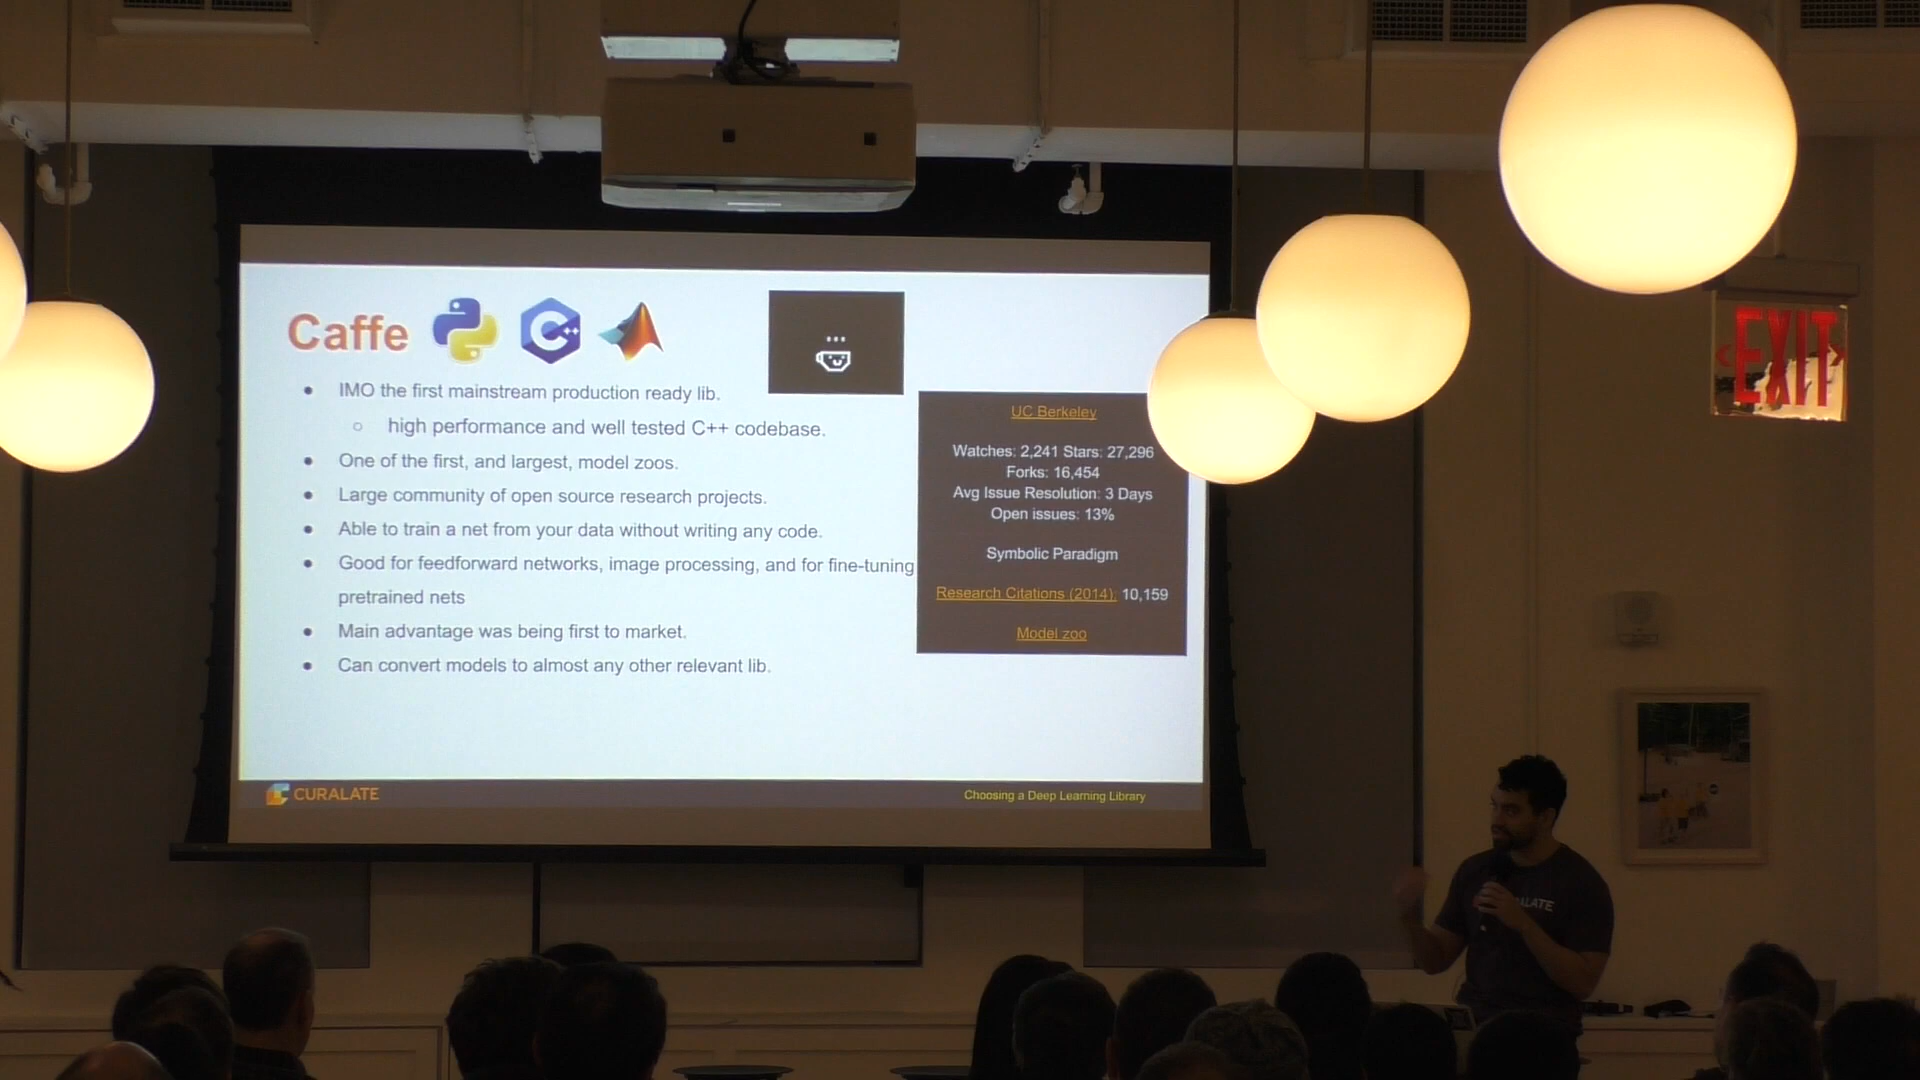 Caffe
IMO the first mainstream production ready lib.
high performance and well tested C++ codebase.
One of the first, and largest, model zoos.
Large community of open source research projects.
Able to train a net from your data without writing any code.
Good for feedforward networks, image processing, and for fine-tuning
pretrained nets
Main advantage was being first to market.
Can convert models to almost any other relevant lib.
UC Berkeley
Watches: 2,241 Stars: 27,296
Forks: 16,454
Avg Issue Resolution: 3 Days
Open issues: 13%
Symbolic Paradigm
Research Citations (2014): 10,159
Model zoo
CURALATE
Choosing a Deep Learning Library
EXIT
ALATE